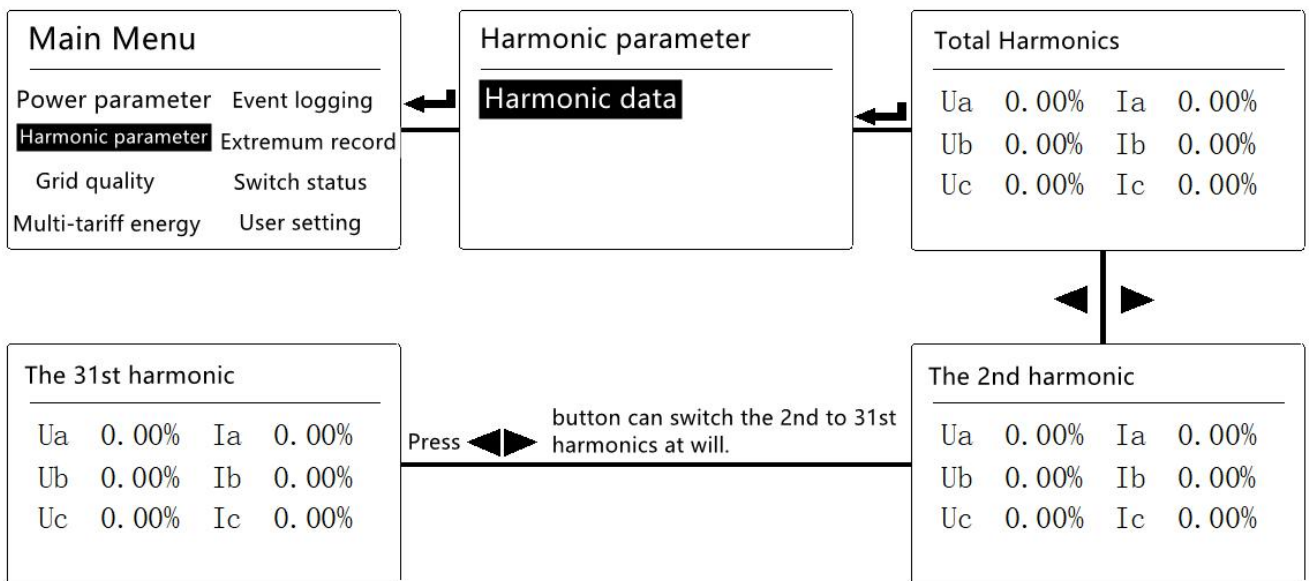 Main Menu
Power parameter Event logging
Harmonic parameter Extremum record
Grid quality Switch status
Multi-tariff energy User setting
Harmonic parameter
Harmonic data
Total Harmonics
Ua 0.00% Ia 0.00%
Ub 0.00% Ib 0.00%
Uc 0.00% Ic 0.00%
The 31st harmonic
Ua 0.00% Ia 0.00%
Ub 0.00% Ib 0.00%
Uc 0.00% Ic 0.00%
Press button can switch the 2nd to 31st
harmonics at will.
The 2nd harmonic
Ua 0.00% Ia 0.00%
Ub 0.00% Ib 0.00%
Uc 0.00% Ic 0.00%